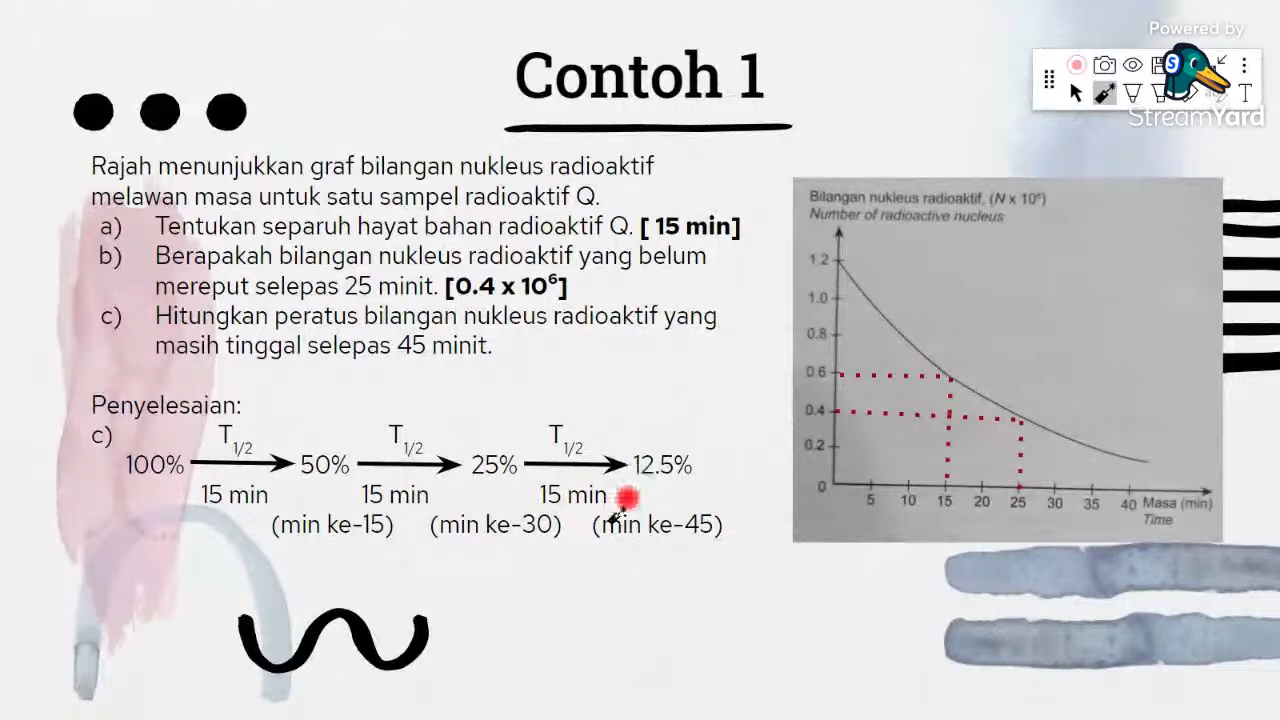 Powered by
StreamYard
T
Contoh 1
Rajah menunjukkan graf bilangan nukleus radioaktif
melawan masa untuk satu sampel radioaktif Q.
a) Tentukan separuh hayat bahan radioaktif Q. [ 15 min]
b) Berapakah bilangan nukleus radioaktif yang belum
mereput selepas 25 minit. [0.4 x 10⁶]
c) Hitungkan peratus bilangan nukleus radioaktif yang
masih tinggal selepas 45 minit.
Penyelesaian:
c) T1/2 T1/2 T1/2
100% 50% 25% 12.5%
15 min 15 min 15 min
(min ke-15) (min ke-30) (min ke-45)
Bilangan nukleus radioaktif, (N x 10⁶)
Number of radioactive nucleus
1.2
1.0
0.8
0.6
0.4
0.2
0
5 10 15 20 25 30 35 40 Masa (min)
Time